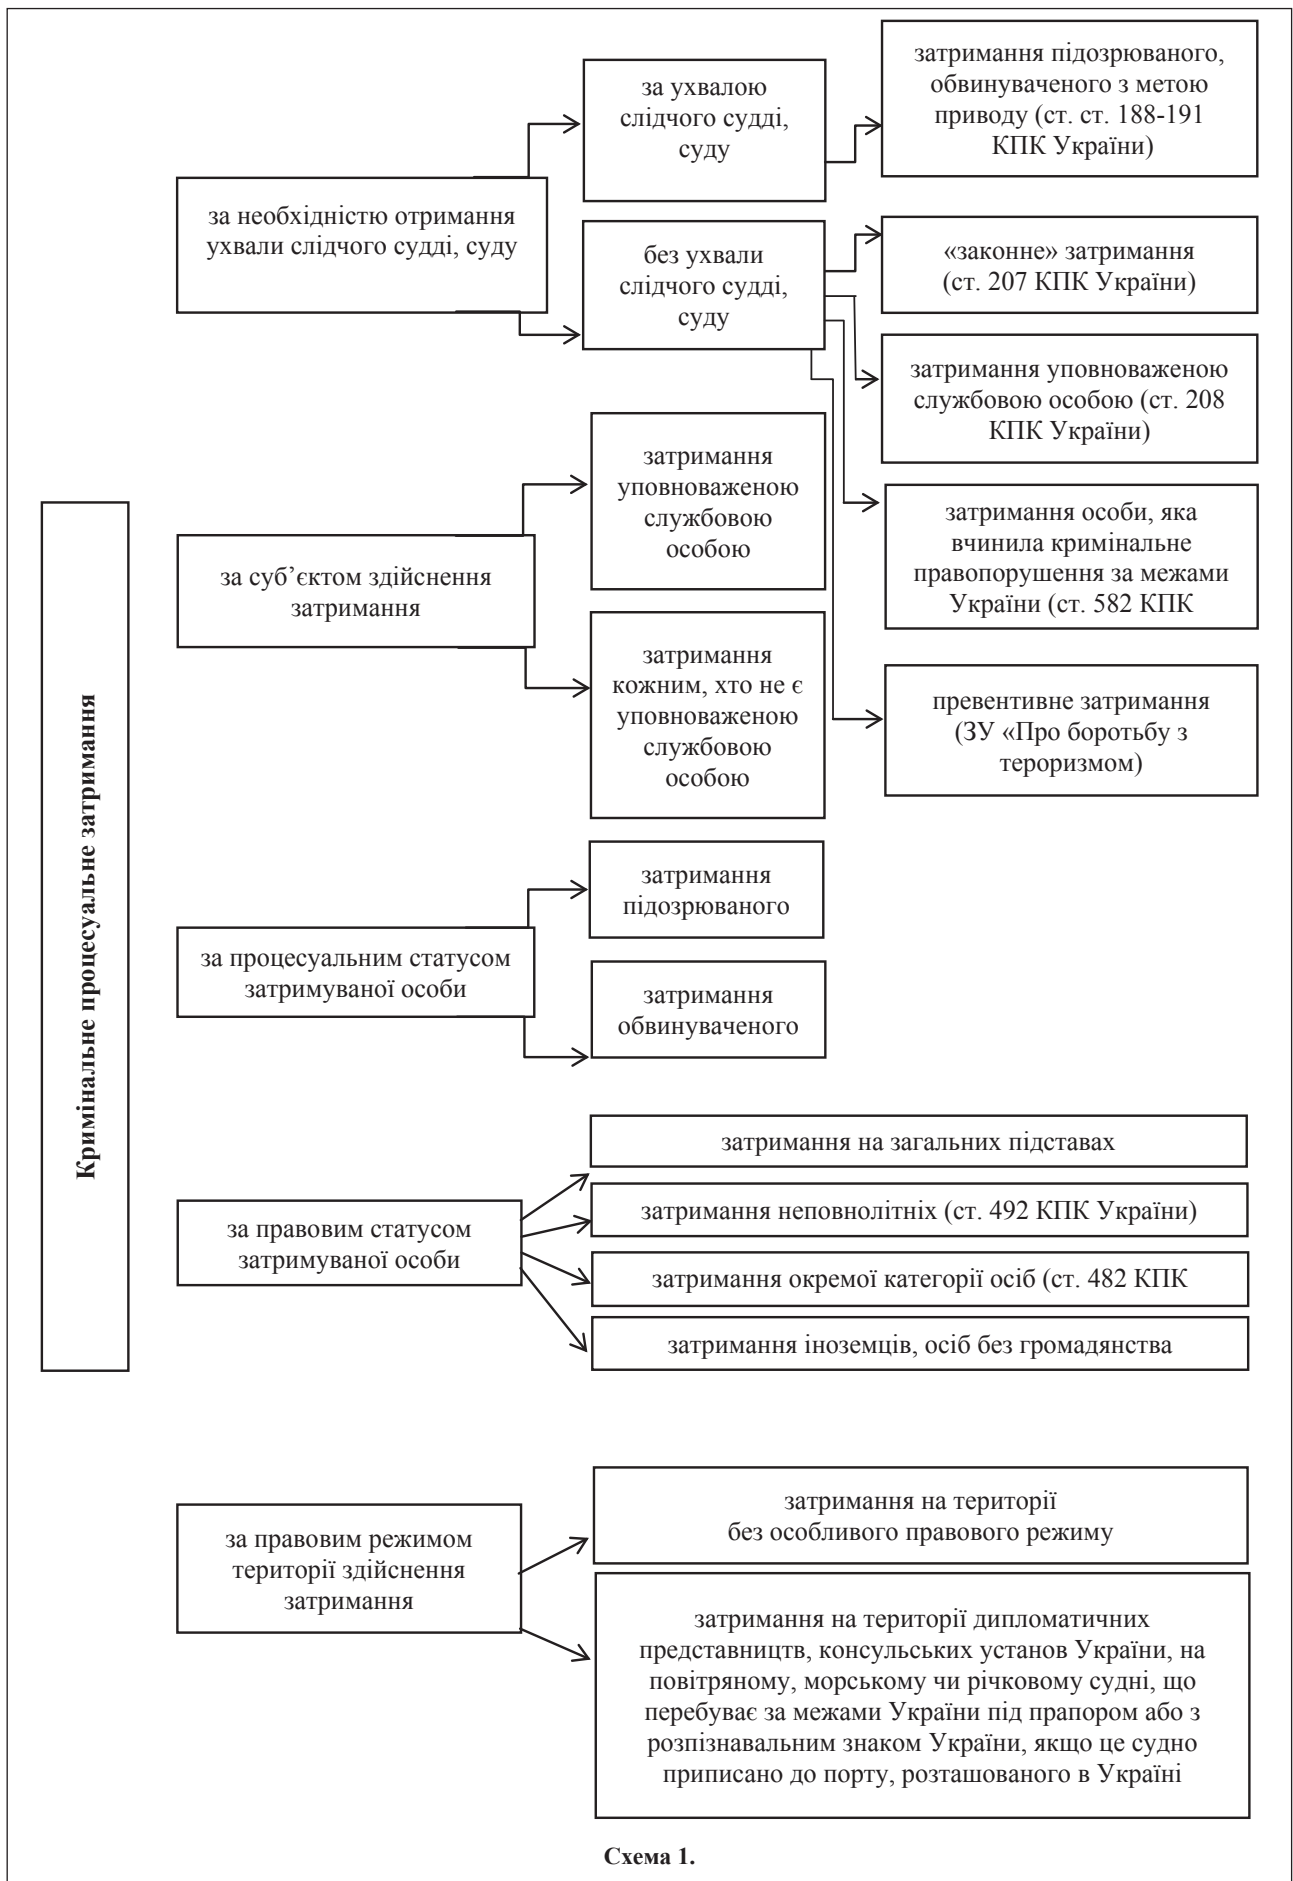 Кримінальне процесуальне затримання
за необхідністю отримання
ухвали слідчого судді, суду
за ухвалою
слідчого судді,
суду
затримання підозрюваного,
обвинуваченого з метою
приводу (ст. ст. 188-191
КПК України)
без ухвали
слідчого судді,
суду
«законне» затримання
(ст. 207 КПК України)
затримання уповноваженою
службовою особою (ст. 208
КПК України)
затримання особи, яка
вчинила кримінальне
правопорушення за межами
України (ст. 582 КПК
превентивне затримання
(ЗУ «Про боротьбу з
тероризмом)
за суб’єктом здійснення
затримання
затримання
уповноваженою
службовою
особою
затримання
кожним, хто не є
уповноваженою
службовою
особою
за процесуальним статусом
затримуваної особи
затримання
підозрюваного
затримання
обвинуваченого
за правовим статусом
затримуваної особи
затримання на загальних підставах
затримання неповнолітніх (ст. 492 КПК України)
затримання окремої категорії осіб (ст. 482 КПК
затримання іноземців, осіб без громадянства
за правовим режимом
території здійснення
затримання
затримання на території
без особливого правового режиму
затримання на території дипломатичних
представництв, консульських установ України, на
повітряному, морському чи річковому судні, що
перебуває за межами України під прапором або з
розпізнавальним знаком України, якщо це судно
приписано до порту, розташованого в Україні
Схема 1.